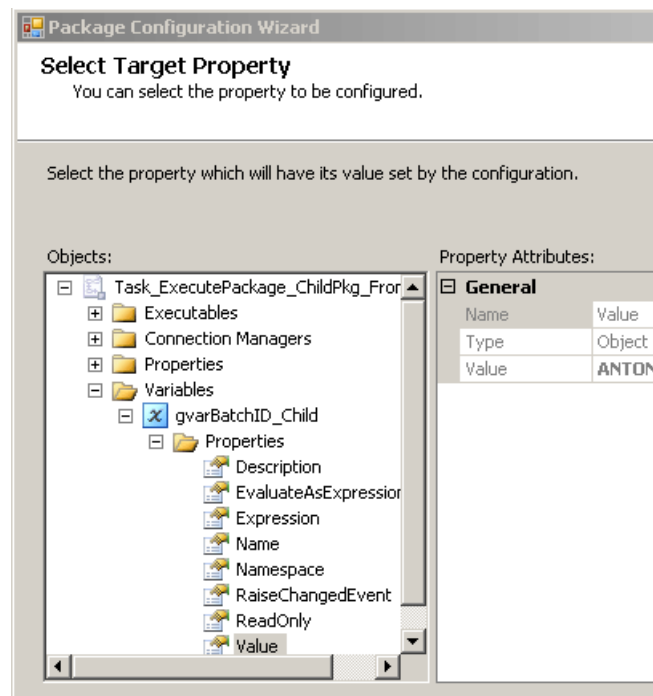 Package Configuration Wizard
Select Target Property
You can select the property to be configured.
Select the property which will have its value set by the configuration.
Objects:
Task_ExecutePackage_ChildPkg_Fror
Executables
Connection Managers
Properties
Variables
gvarBatchID_Child
Properties
Description
EvaluateAsExpression
Expression
Name
Namespace
RaiseChangedEvent
ReadOnly
Value
Property Attributes:
General
Name Value
Type Object
Value ANTON